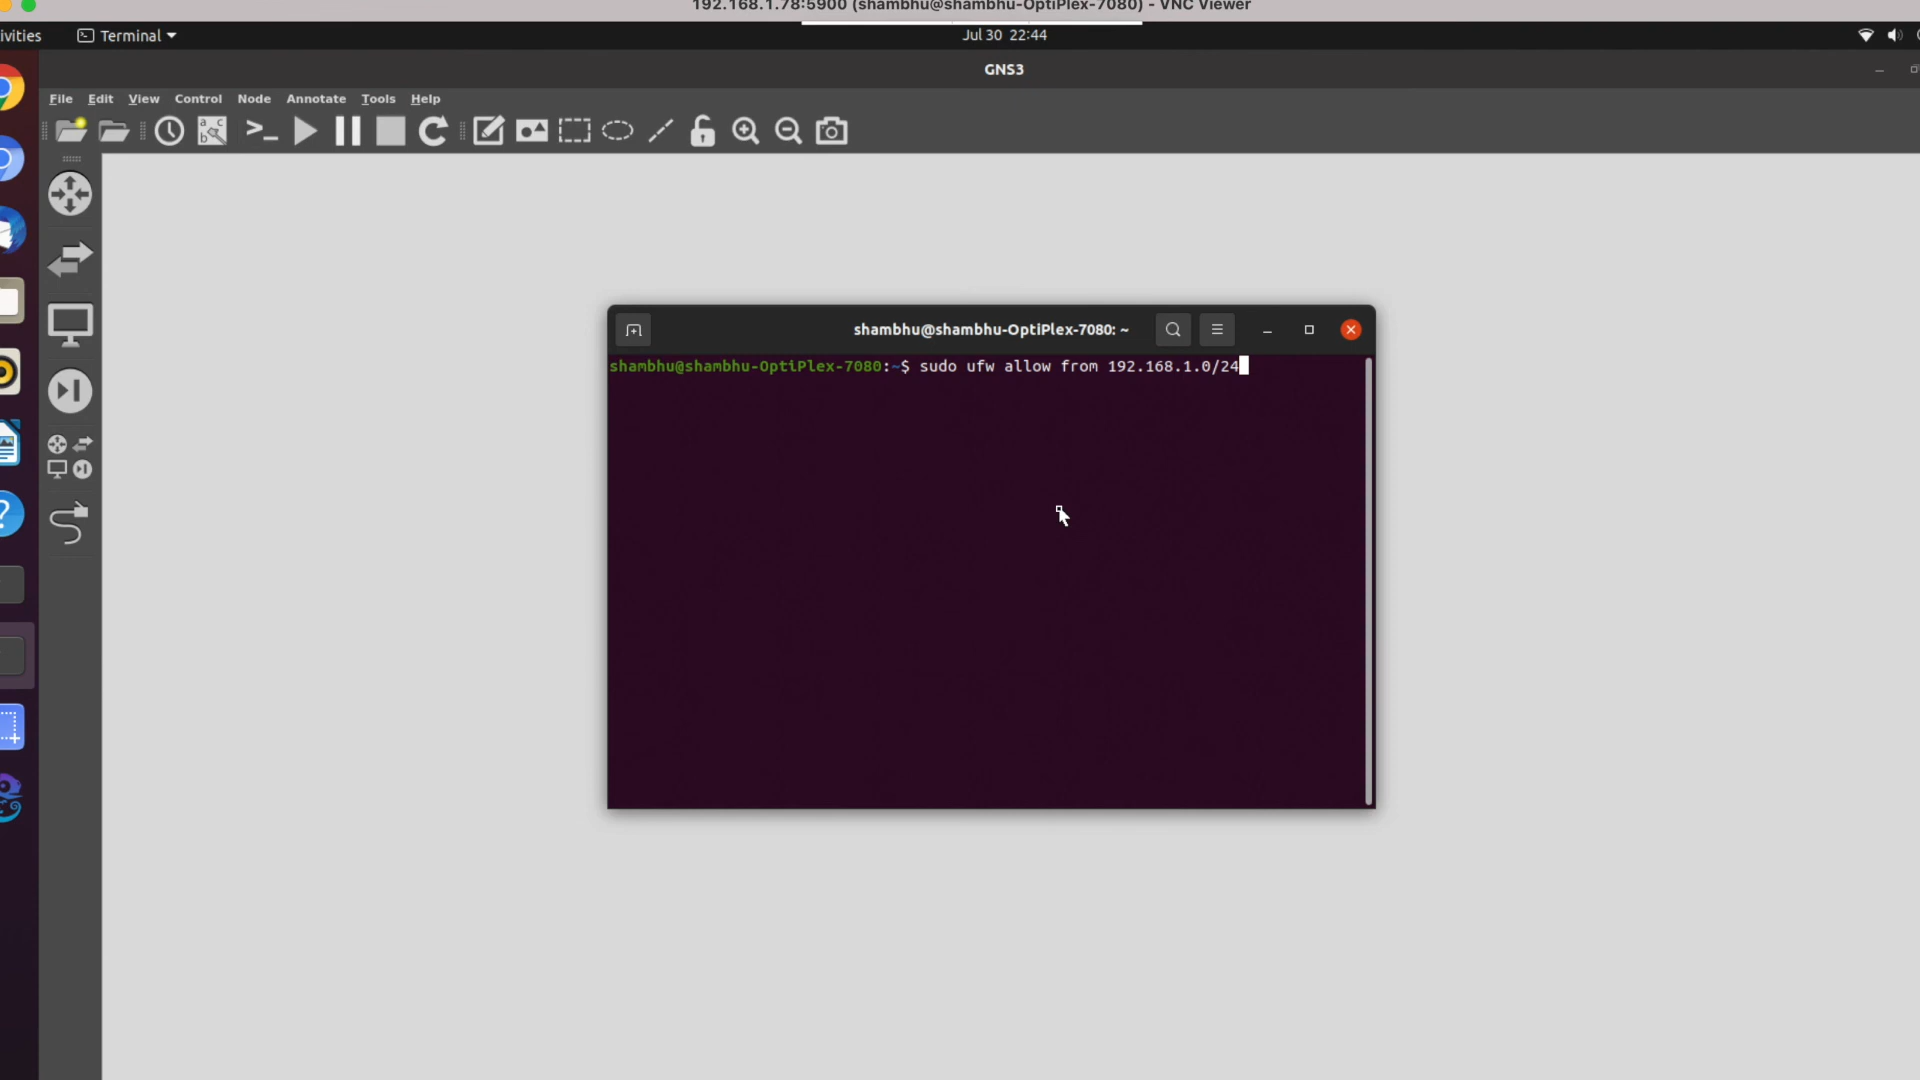 192.168.1.78:5900 (shambhu@shambhu-OptiPlex-7080) - VNC Viewer
ivities
Terminal
Jul 30 22:44
GNS3
File Edit View Control Node Annotate Tools Help
shambhu@shambhu-OptiPlex-7080: ~
shambhu@shambhu-OptiPlex-7080:~$ sudo ufw allow from 192.168.1.0/24